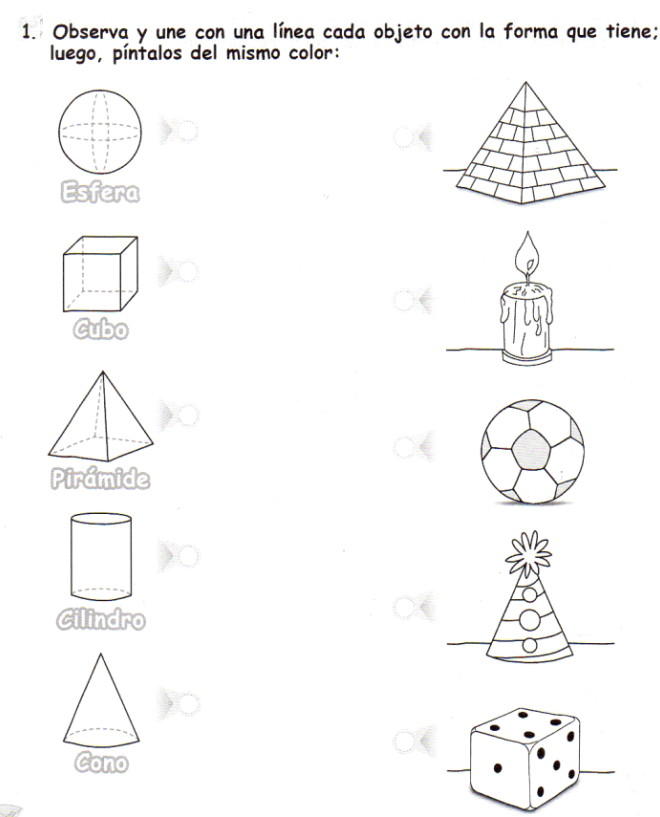 1. Observa y une con una línea cada objeto con la forma que tiene;
luego, píntalos del mismo color:
Esfera
Cubo
Pirámide
Cilindro
Cono